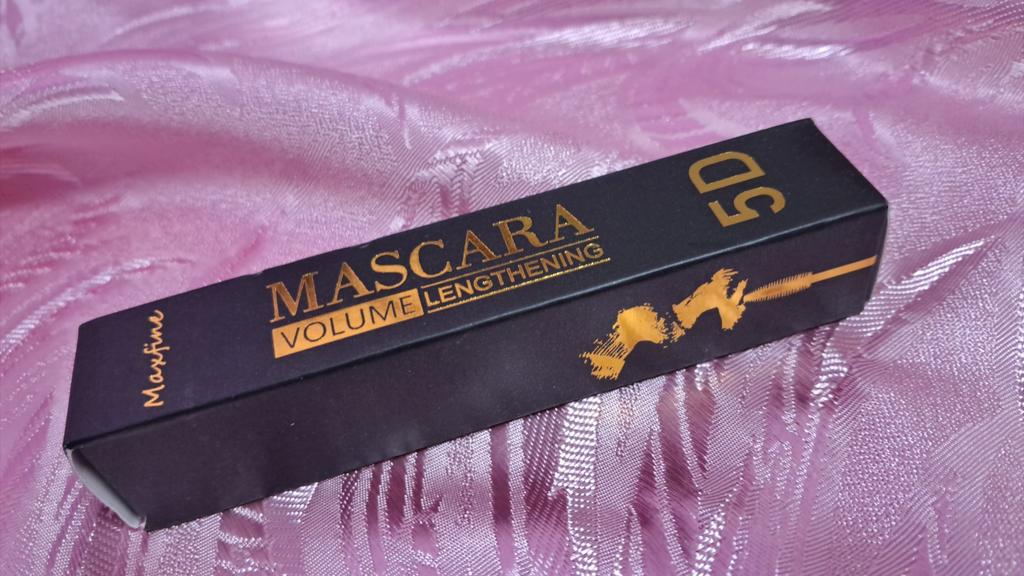 Maxfine
MASCARA
VOLUME LENGTHENING
5D